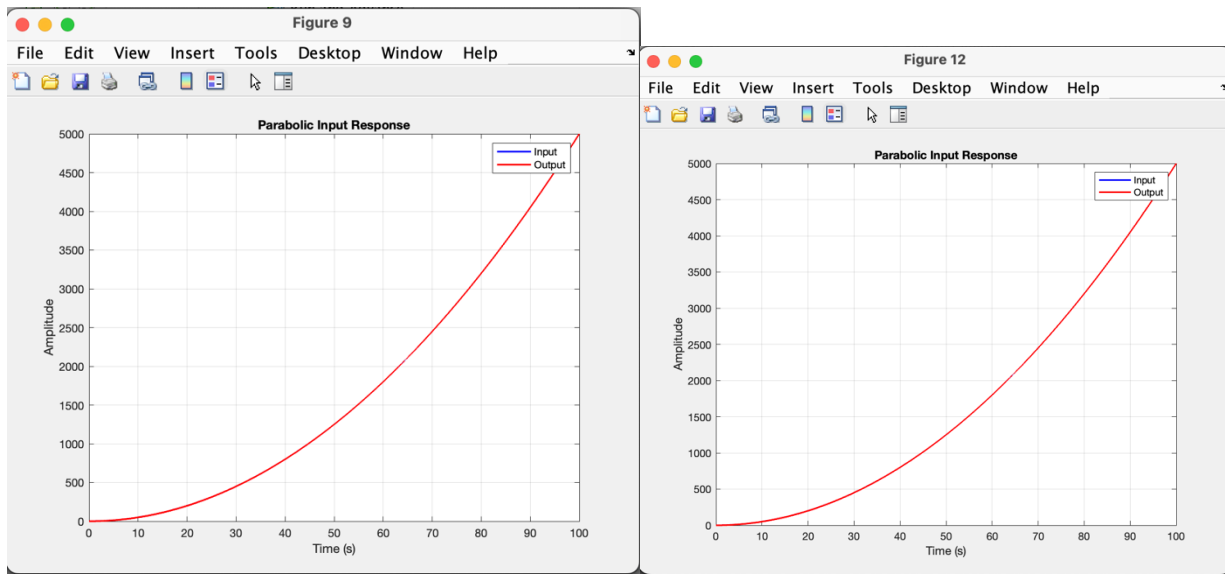 Figure 9
File Edit View Insert Tools Desktop Window Help
Parabolic Input Response
Input
Output
5000
4500
4000
3500
3000
2500
2000
1500
1000
500
0
Amplitude
0 10 20 30 40 50 60 70 80 90 100
Time (s)
Figure 12
File Edit View Insert Tools Desktop Window Help
Parabolic Input Response
Input
Output
5000
4500
4000
3500
3000
2500
2000
1500
1000
500
0
Amplitude
0 10 20 30 40 50 60 70 80 90 100
Time (s)